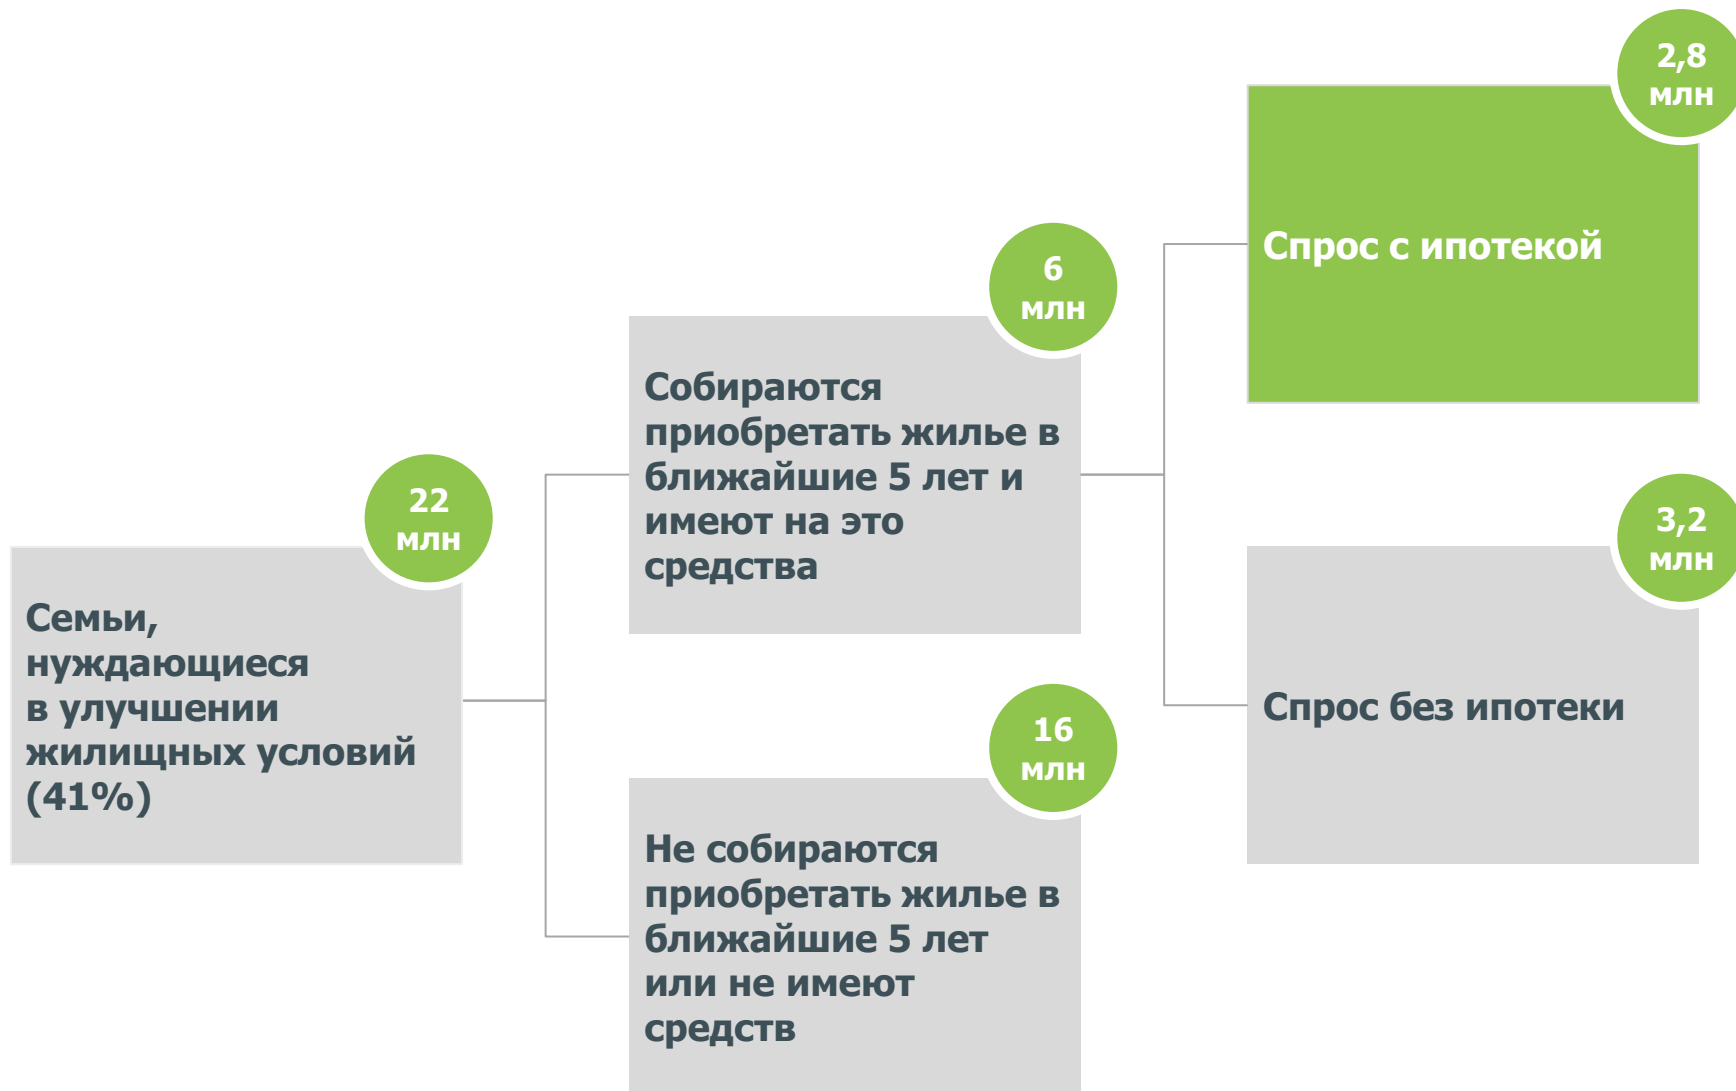 22
млн
Семьи,
нуждающиеся
в улучшении
жилищных условий
(41%)
6
млн
Собираются
приобретать жилье в
ближайшие 5 лет и
имеют на это
средства
16
млн
Не собираются
приобретать жилье в
ближайшие 5 лет
или не имеют
средств
2,8
млн
Спрос с ипотекой
3,2
млн
Спрос без ипотеки